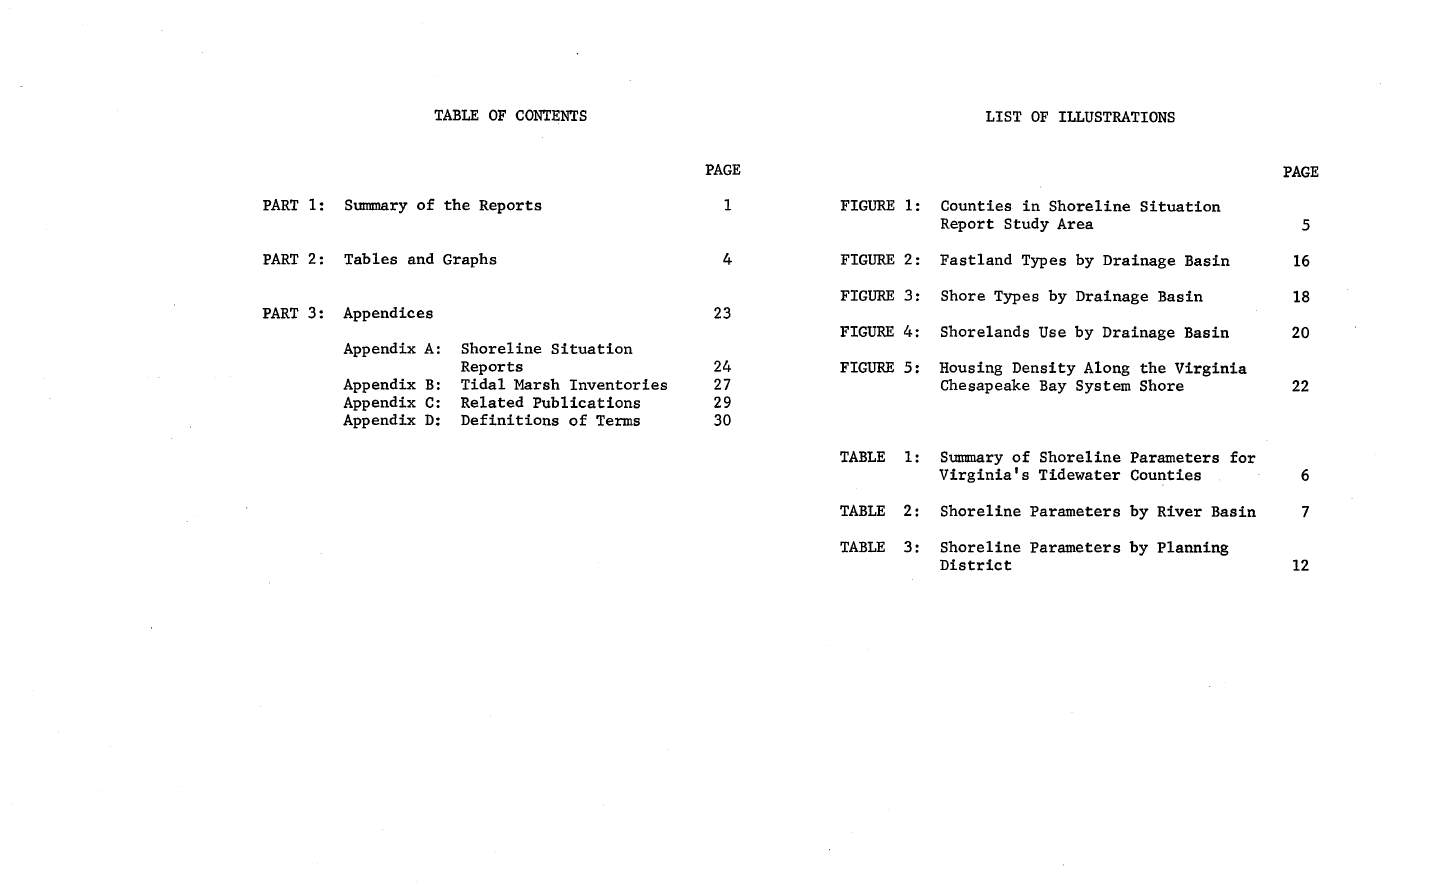 TABLE OF CONTENTS
PAGE
PART 1: Summary of the Reports 1
PART 2: Tables and Graphs 4
PART 3: Appendices 23
Appendix A: Shoreline Situation
Reports 24
Appendix B: Tidal Marsh Inventories 27
Appendix C: Related Publications 29
Appendix D: Definitions of Terms 30
LIST OF ILLUSTRATIONS
PAGE
FIGURE 1: Counties in Shoreline Situation
Report Study Area 5
FIGURE 2: Fastland Types by Drainage Basin 16
FIGURE 3: Shore Types by Drainage Basin 18
FIGURE 4: Shorelands Use by Drainage Basin 20
FIGURE 5: Housing Density Along the Virginia
Chesapeake Bay System Shore 22
TABLE 1: Summary of Shoreline Parameters for
Virginia's Tidewater Counties 6
TABLE 2: Shoreline Parameters by River Basin 7
TABLE 3: Shoreline Parameters by Planning
District 12